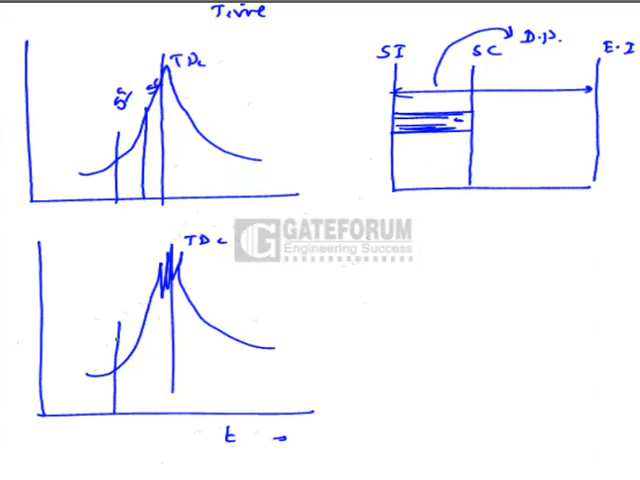 Time
TDC
SI
SC
D.P.
E.I
GATEFORUM
Engineering Success
TDC
t